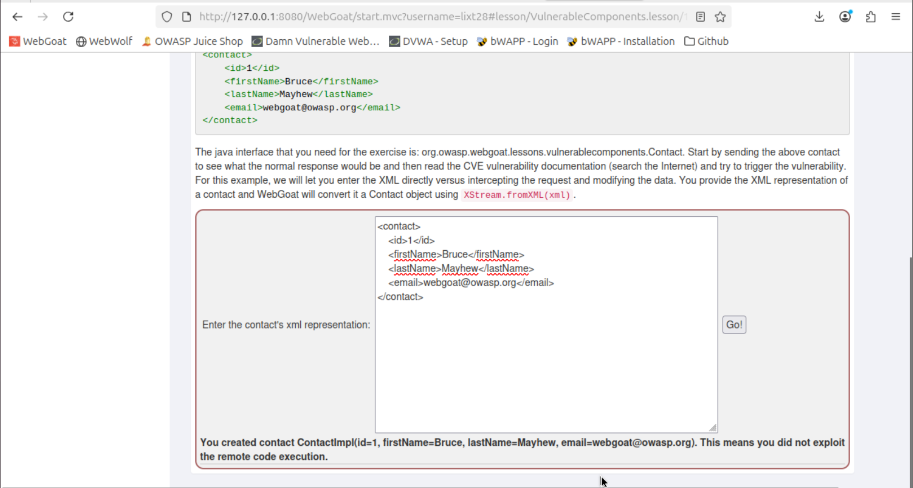 http://127.0.0.1:8080/WebGoat/start.mvc?username=lixt28#lesson/VulnerableComponents.lesson/
WebGoat WebWolf OWASP Juice Shop Damn Vulnerable Web… DVWA - Setup bWAPP - Login bWAPP - Installation Github
<contact>
<id>1</id>
<firstName>Bruce</firstName>
<lastName>Mayhew</lastName>
<email>webgoat@owasp.org</email>
</contact>
The java interface that you need for the exercise is: org.owasp.webgoat.lessons.vulnerablecomponents.Contact. Start by sending the above contact
to see what the normal response would be and then read the CVE vulnerability documentation (search the Internet) and try to trigger the vulnerability.
For this example, we will let you enter the XML directly versus intercepting the request and modifying the data. You provide the XML representation of
a contact and WebGoat will convert it a Contact object using XStream.fromXML(xml) .
<contact>
<id>1</id>
<firstName>Bruce</firstName>
<lastName>Mayhew</lastName>
<email>webgoat@owasp.org</email>
</contact>
Enter the contact's xml representation: Go!
You created contact ContactImpl(id=1, firstName=Bruce, lastName=Mayhew, email=webgoat@owasp.org). This means you did not exploit
the remote code execution.